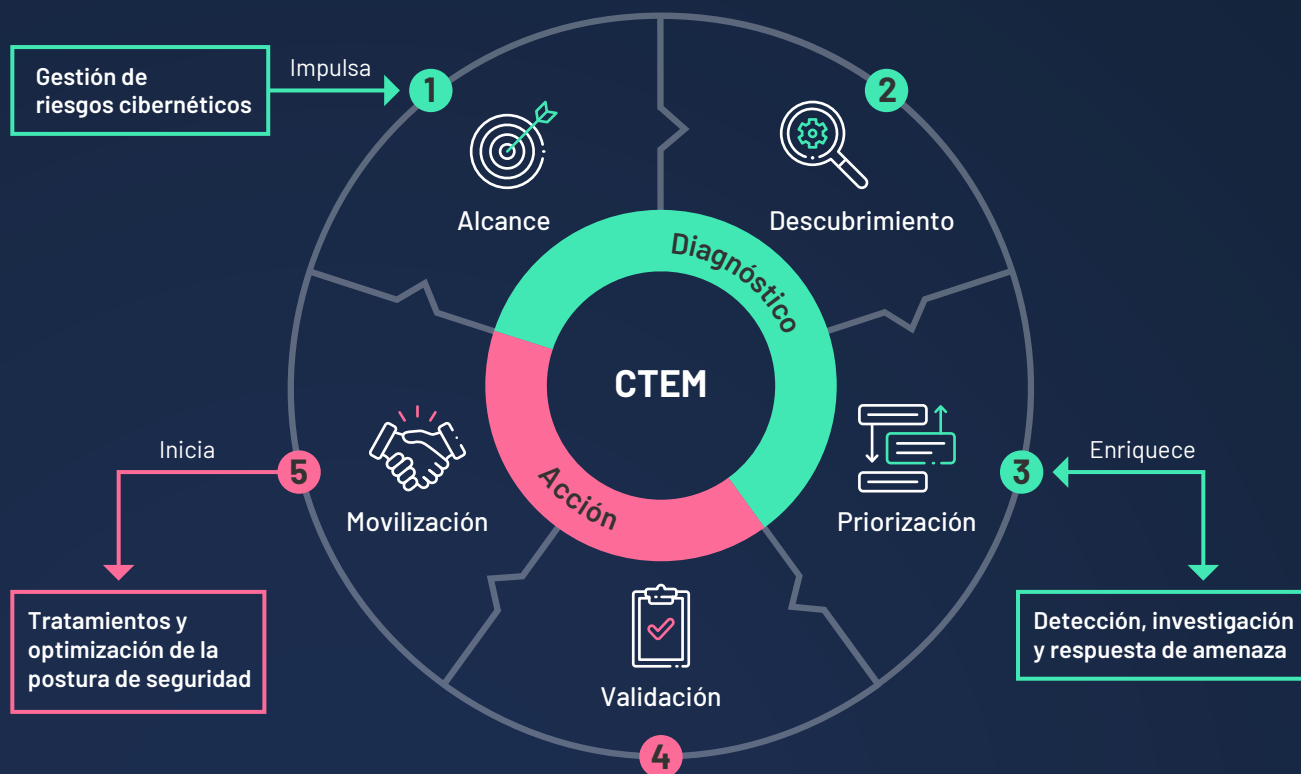 Gestión de
riesgos cibernéticos
Impulsa
1
Alcance
2
Descubrimiento
Diagnóstico
CTEM
Acción
3
Priorización
Enriquece
Detección, investigación
y respuesta de amenaza
4
Validación
5
Movilización
Inicia
Tratamientos y
optimización de la
postura de seguridad